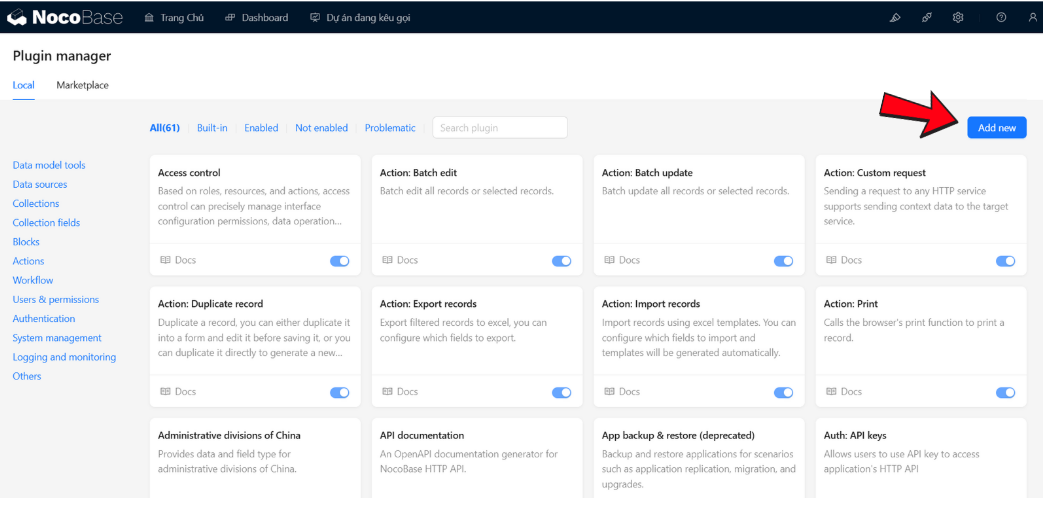 NocoBase
Trang Chủ
Dashboard
Dự án đang kêu gọi
Plugin manager
Local
Marketplace
All(61)
Built-in
Enabled
Not enabled
Problematic
Search plugin
Add new
Data model tools
Data sources
Collections
Collection fields
Blocks
Actions
Workflow
Users & permissions
Authentication
System management
Logging and monitoring
Others
Access control
Based on roles, resources, and actions, access
control can precisely manage interface
configuration permissions, data operation...
Docs
Action: Batch edit
Batch edit all records or selected records.
Docs
Action: Batch update
Batch update all records or selected records.
Docs
Action: Custom request
Sending a request to any HTTP service
supports sending context data to the target
service.
Docs
Action: Duplicate record
Duplicate a record, you can either duplicate it
into a form and edit it before saving it, or you
can duplicate it directly to generate a new...
Docs
Action: Export records
Export filtered records to excel, you can
configure which fields to export.
Docs
Action: Import records
Import records using excel templates. You can
configure which fields to import and
templates will be generated automatically.
Docs
Action: Print
Calls the browser's print function to print a
record.
Docs
Administrative divisions of China
Provides data and field type for
administrative divisions of China.
API documentation
An OpenAPI documentation generator for
NocoBase HTTP API.
App backup & restore (deprecated)
Backup and restore applications for scenarios
such as application replication, migration, and
upgrades.
Auth: API keys
Allows users to use API key to access
application's HTTP API